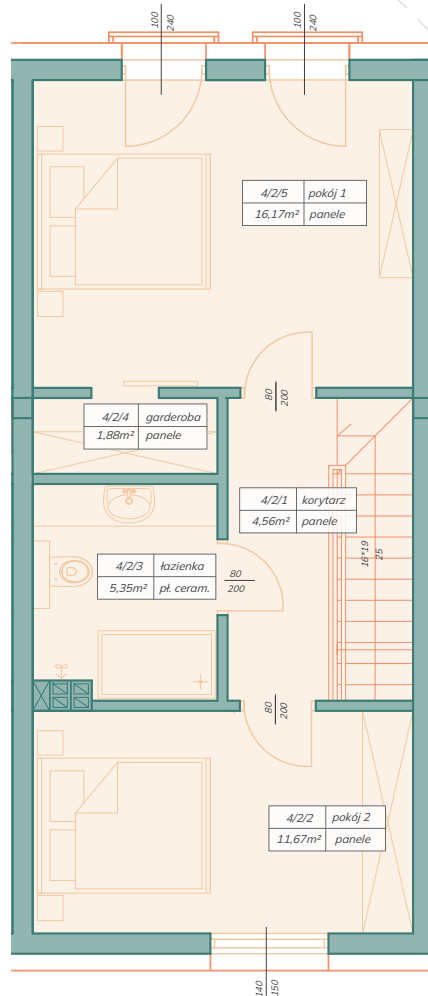 100
240
100
240
4/2/5 pokój 1
16,17m² panele
80
200
4/2/4 garderoba
1,88m² panele
4/2/1 korytarz
4,56m² panele
16*19
25
4/2/3 łazienka
5,35m² pł. ceram.
80
200
80
200
4/2/2 pokój 2
11,67m² panele
140
150